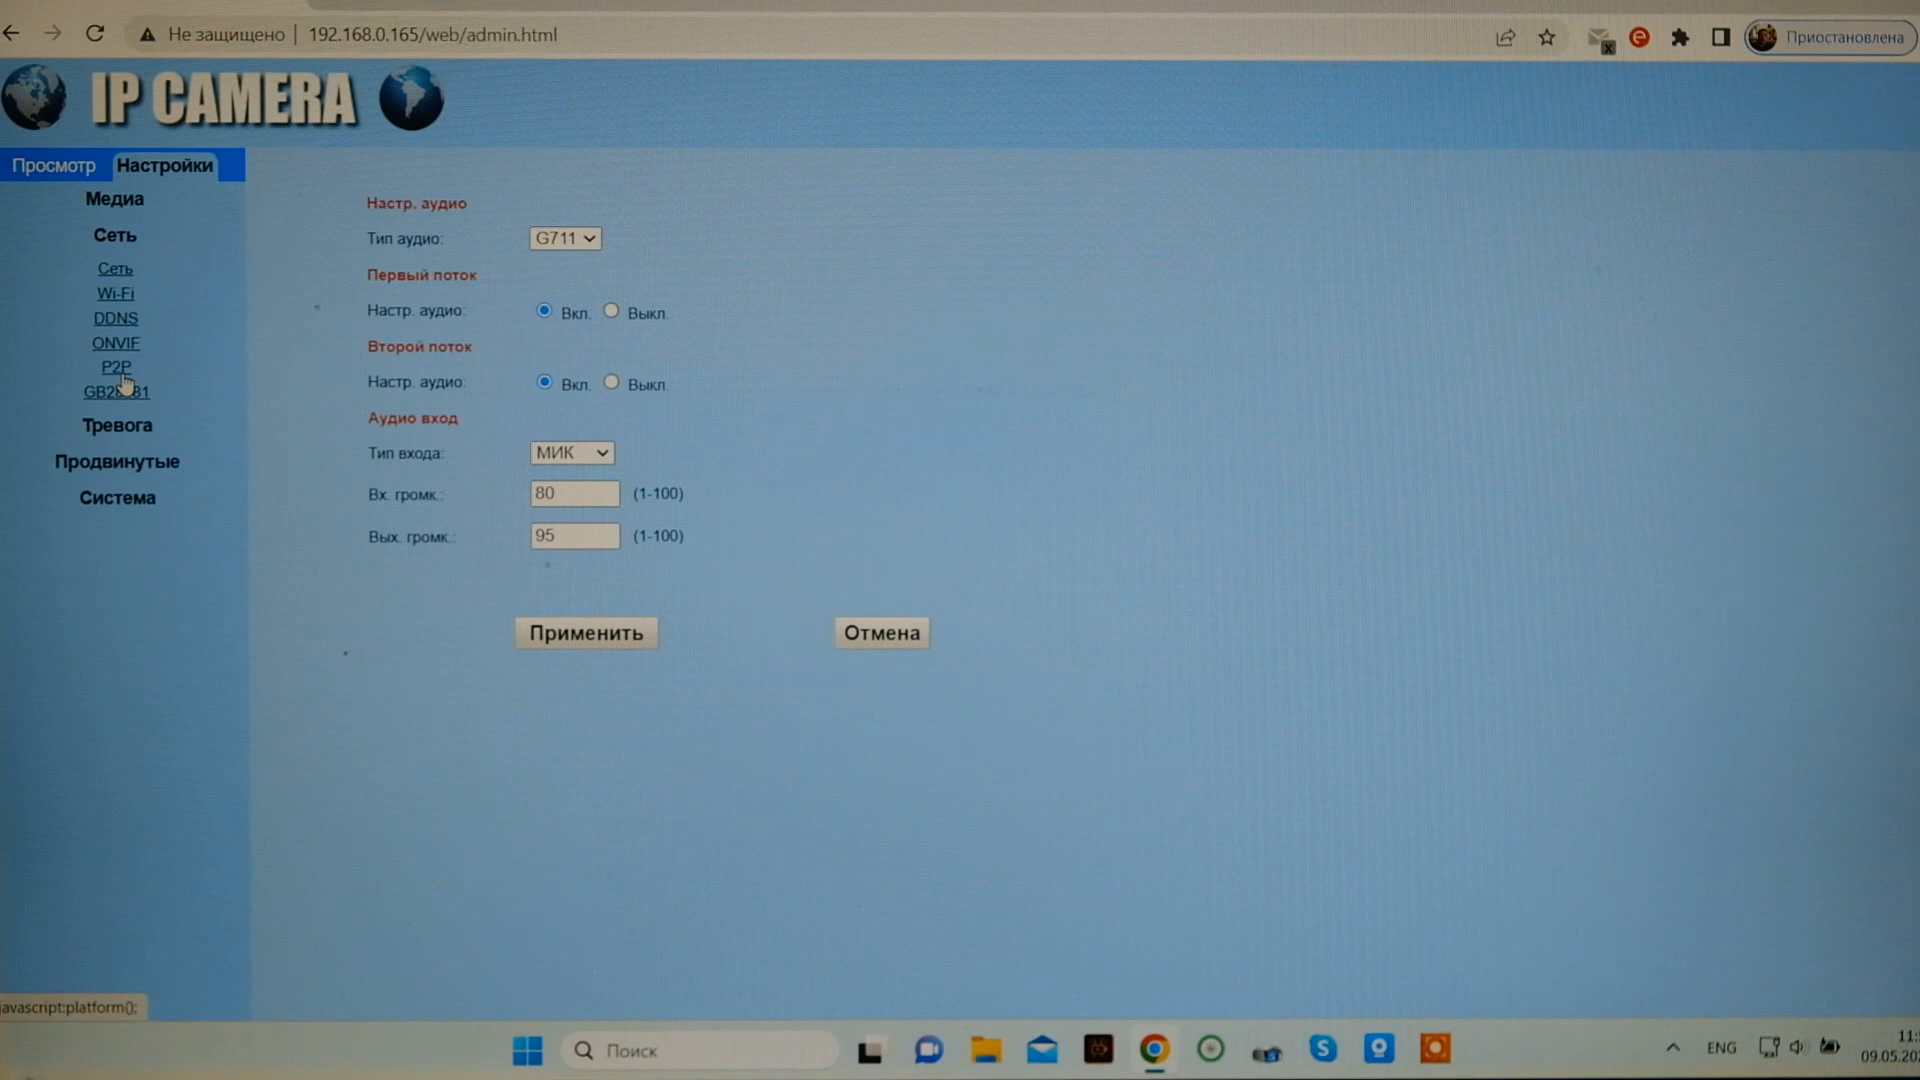 Не защищено | 192.168.0.165/web/admin.html
Приостановлена
IP CAMERA
Просмотр Настройки
Медиа
Сеть
Сеть
Wi-Fi
DDNS
ONVIF
P2P
Тревога
Продвинутые
Система
Настр. аудио
Тип аудио: G711
Первый поток
Настр. аудио: Вкл. Выкл.
Второй поток
Настр. аудио: Вкл. Выкл.
Аудио вход
Тип входа: МИК
Вх. громк.: 80 (1-100)
Вых. громк.: 95 (1-100)
Применить Отмена
javascript:platform();
Поиск
ENG